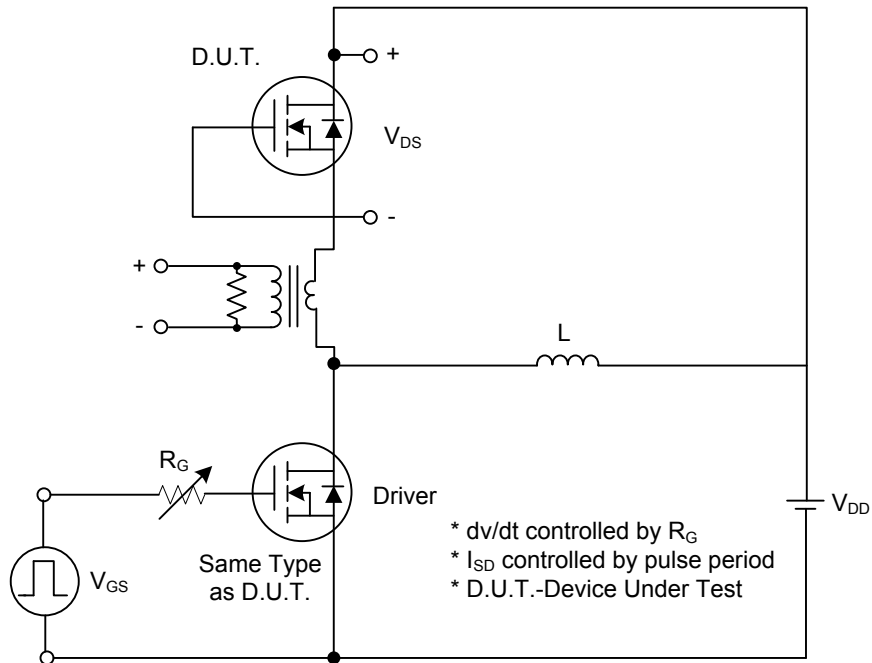 D.U.T.
+
V_DS
-
+
-
L
R_G
Driver
V_DD
V_GS
Same Type
as D.U.T.
* dv/dt controlled by R_G
* I_SD controlled by pulse period
* D.U.T.-Device Under Test